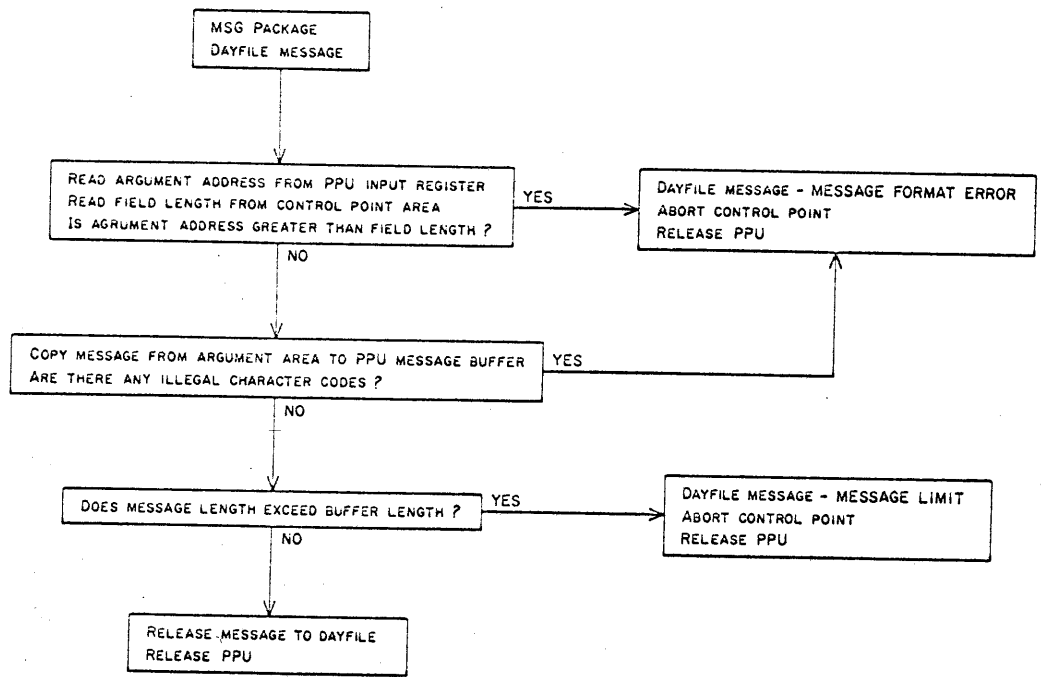 MSG PACKAGE
DAYFILE MESSAGE
READ ARGUMENT ADDRESS FROM PPU INPUT REGISTER
READ FIELD LENGTH FROM CONTROL POINT AREA
IS AGRUMENT ADDRESS GREATER THAN FIELD LENGTH ?
YES
DAYFILE MESSAGE - MESSAGE FORMAT ERROR
ABORT CONTROL POINT
RELEASE PPU
NO
COPY MESSAGE FROM ARGUMENT AREA TO PPU MESSAGE BUFFER
ARE THERE ANY ILLEGAL CHARACTER CODES ?
YES
NO
DOES MESSAGE LENGTH EXCEED BUFFER LENGTH ?
YES
DAYFILE MESSAGE - MESSAGE LIMIT
ABORT CONTROL POINT
RELEASE PPU
NO
RELEASE MESSAGE TO DAYFILE
RELEASE PPU